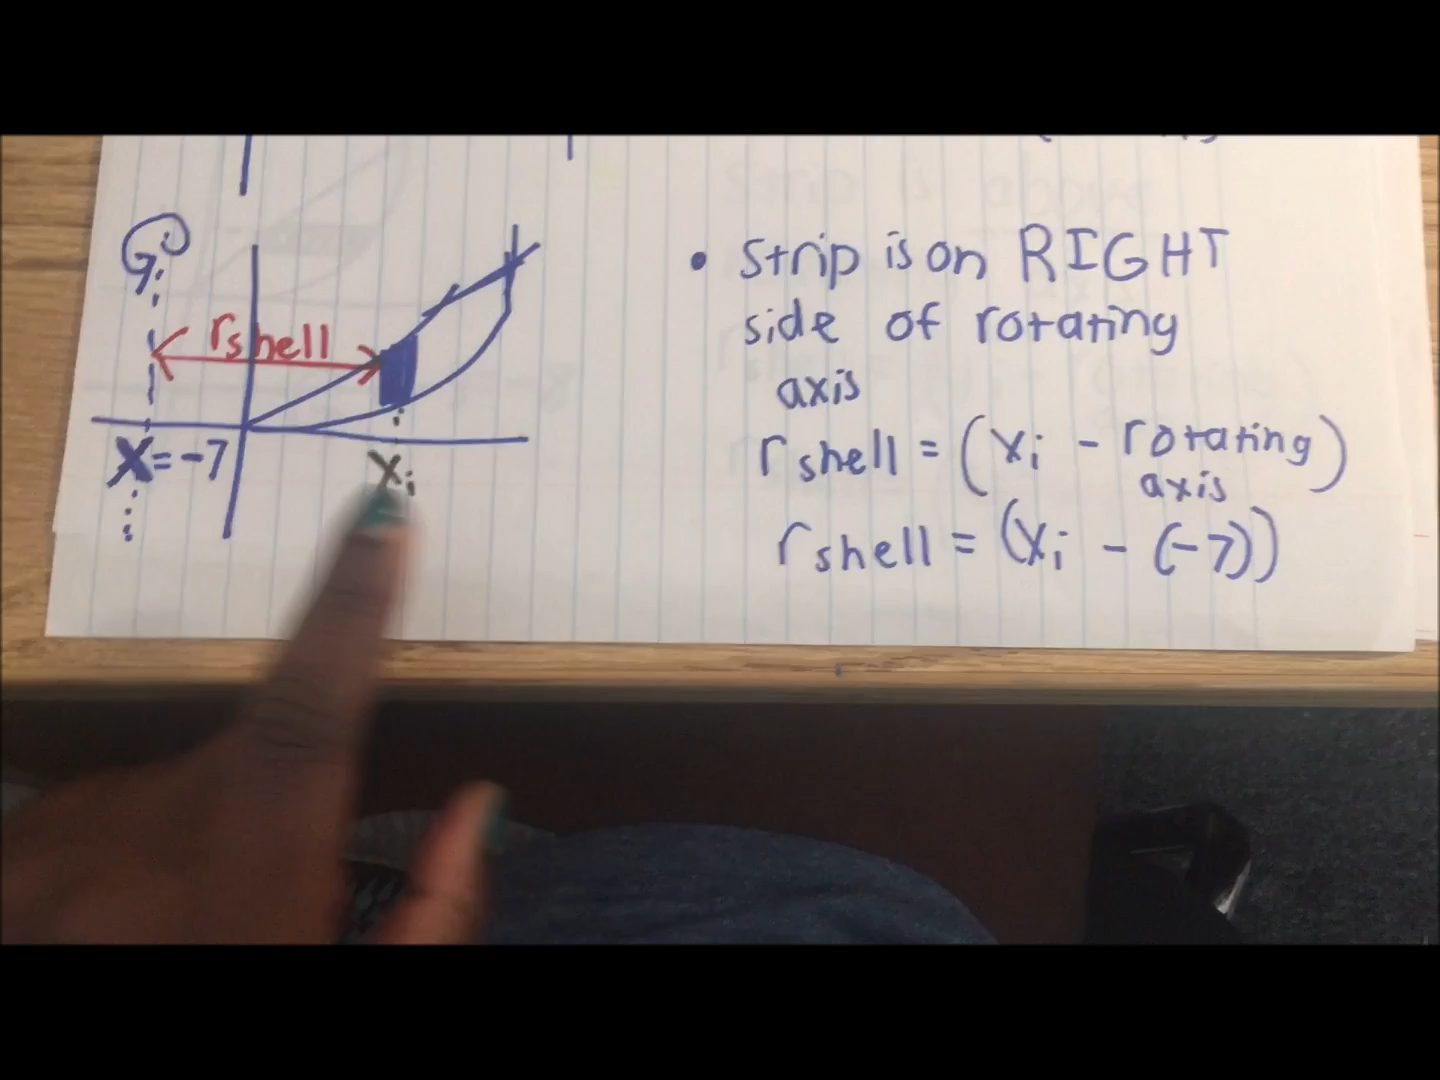 rshell
x = -7
xi
• strip is on RIGHT
side of rotating
axis
rshell = (xi - rotating
axis)
rshell = (xi - (-7))